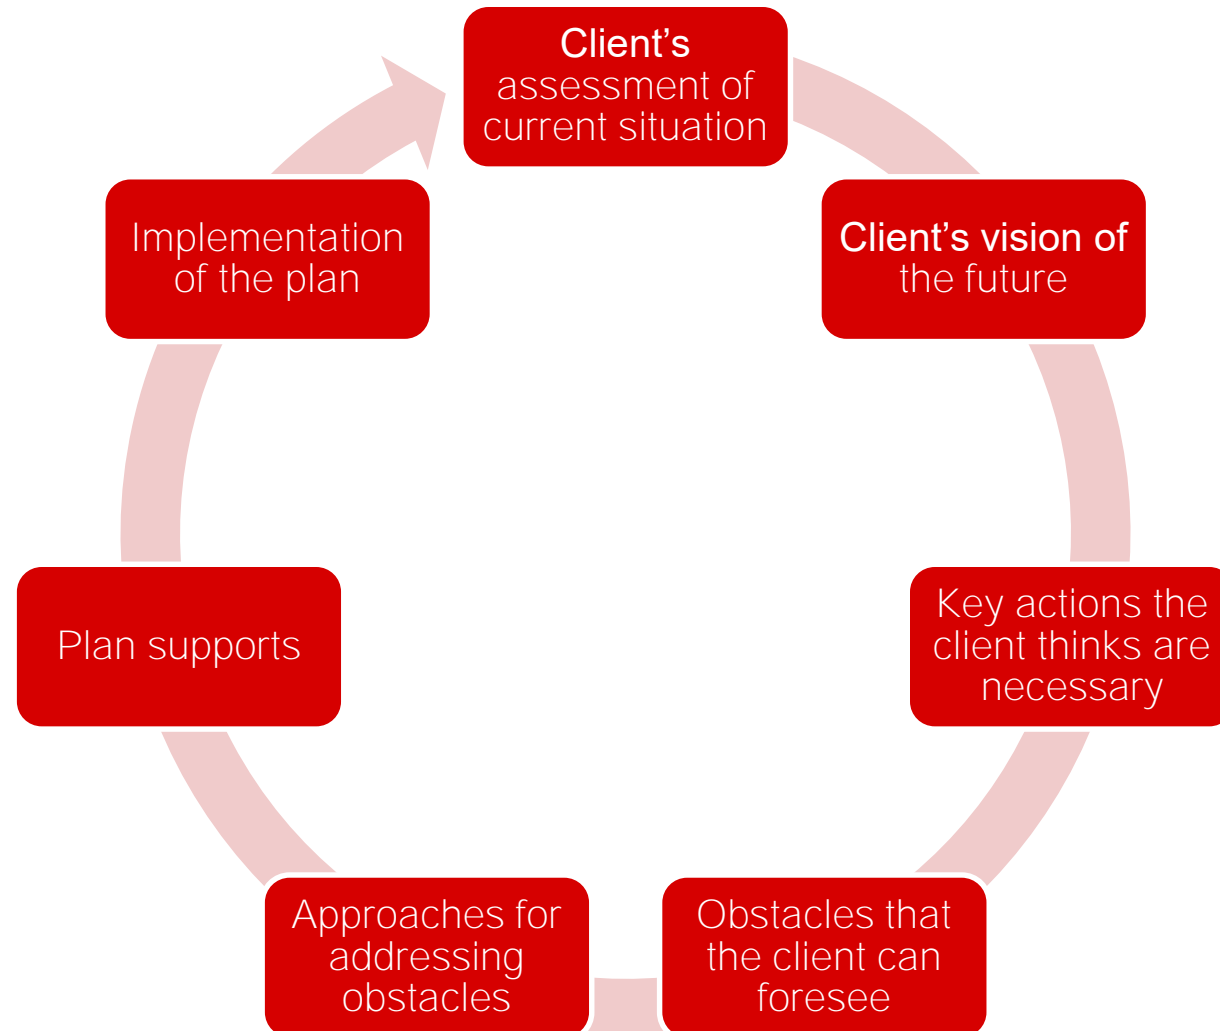 Client’s
assessment of
current situation
Client’s vision of
the future
Key actions the
client thinks are
necessary
Obstacles that
the client can
foresee
Approaches for
addressing
obstacles
Plan supports
Implementation
of the plan